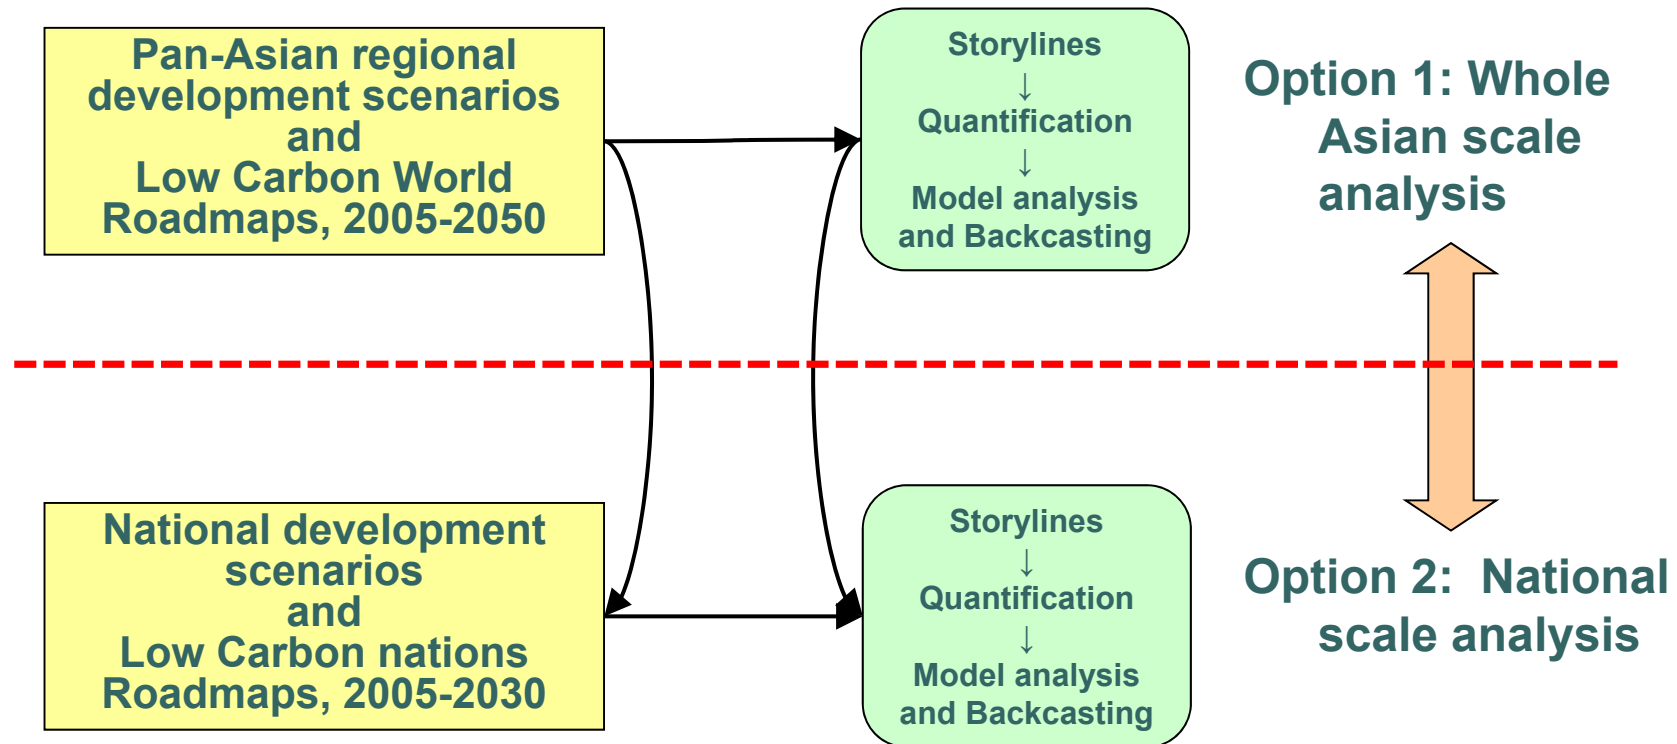 Pan-Asian regional
development scenarios
and
Low Carbon World
Roadmaps, 2005-2050
Storylines
↓
Quantification
↓
Model analysis
and Backcasting
Option 1: Whole
Asian scale
analysis
National development
scenarios
and
Low Carbon nations
Roadmaps, 2005-2030
Storylines
↓
Quantification
↓
Model analysis
and Backcasting
Option 2: National
scale analysis